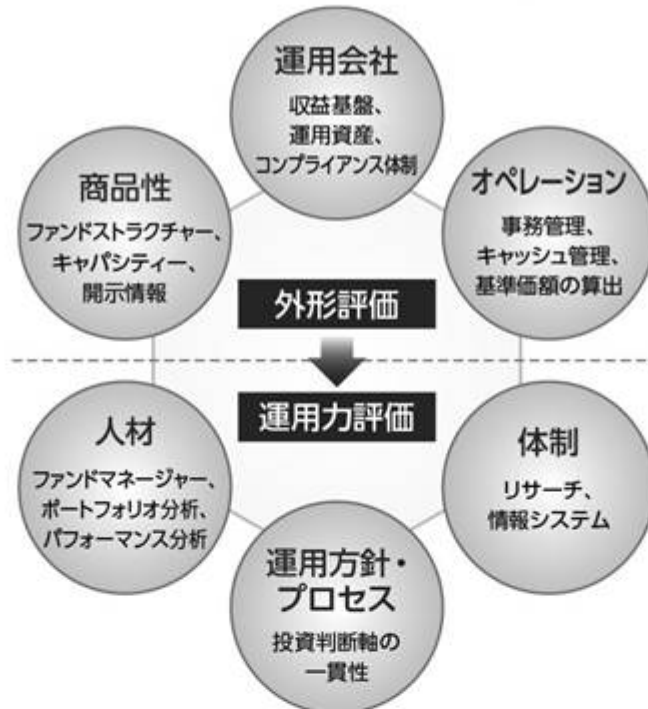 運用会社
収益基盤、
運用資産、
コンプライアンス体制
商品性
ファンドストラクチャー、
キャパシティー、
開示情報
オペレーション
事務管理、
キャッシュ管理、
基準価額の算出
外形評価
運用力評価
人材
ファンドマネージャー、
ポートフォリオ分析、
パフォーマンス分析
体制
リサーチ、
情報システム
運用方針・
プロセス
投資判断軸の
一貫性